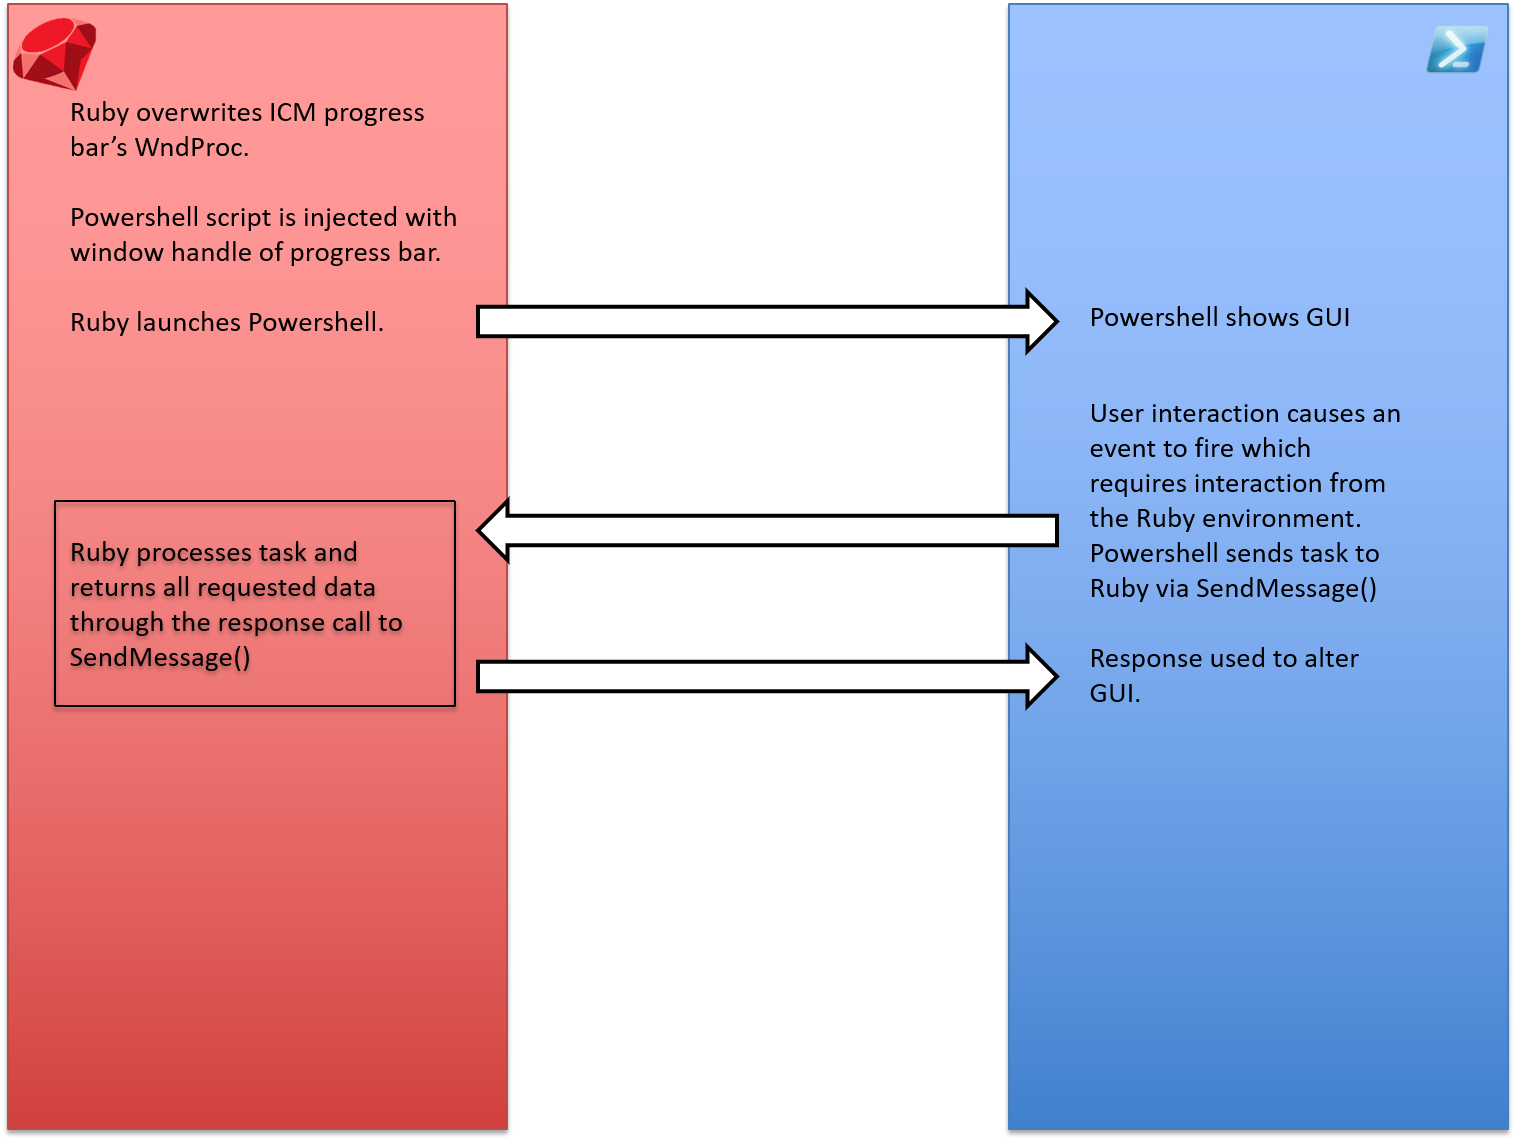 Ruby overwrites ICM progress
bar’s WndProc.
Powershell script is injected with
window handle of progress bar.
Ruby launches Powershell.
Ruby processes task and
returns all requested data
through the response call to
SendMessage()
Powershell shows GUI
User interaction causes an
event to fire which
requires interaction from
the Ruby environment.
Powershell sends task to
Ruby via SendMessage()
Response used to alter
GUI.